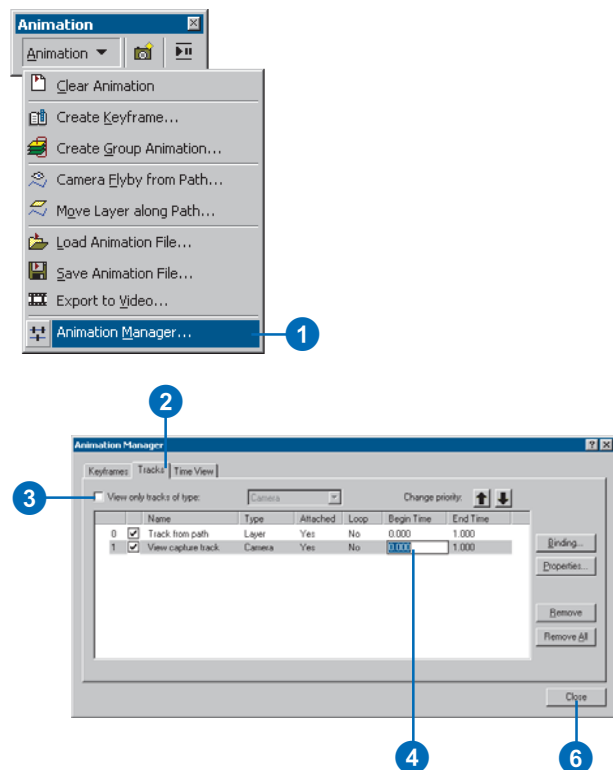 Animation
Animation
Clear Animation
Create Keyframe...
Create Group Animation...
Camera Flyby from Path...
Move Layer along Path...
Load Animation File...
Save Animation File...
Export to Video...
Animation Manager...
1
2
Animation Manager
Keyframes Tracks Time View
3
View only tracks of type: Camera Change priority:
Name Type Attached Loop Begin Time End Time
0 Track from path Layer Yes No 0.000 1.000
1 View capture track Camera Yes No 0.000 1.000
Binding...
Properties...
Remove
Remove All
Close
4
6